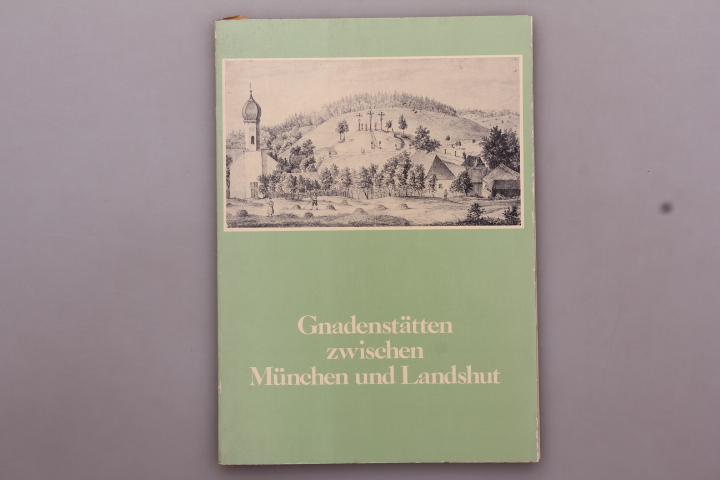 Gnadenstätten
zwischen
München und Landshut